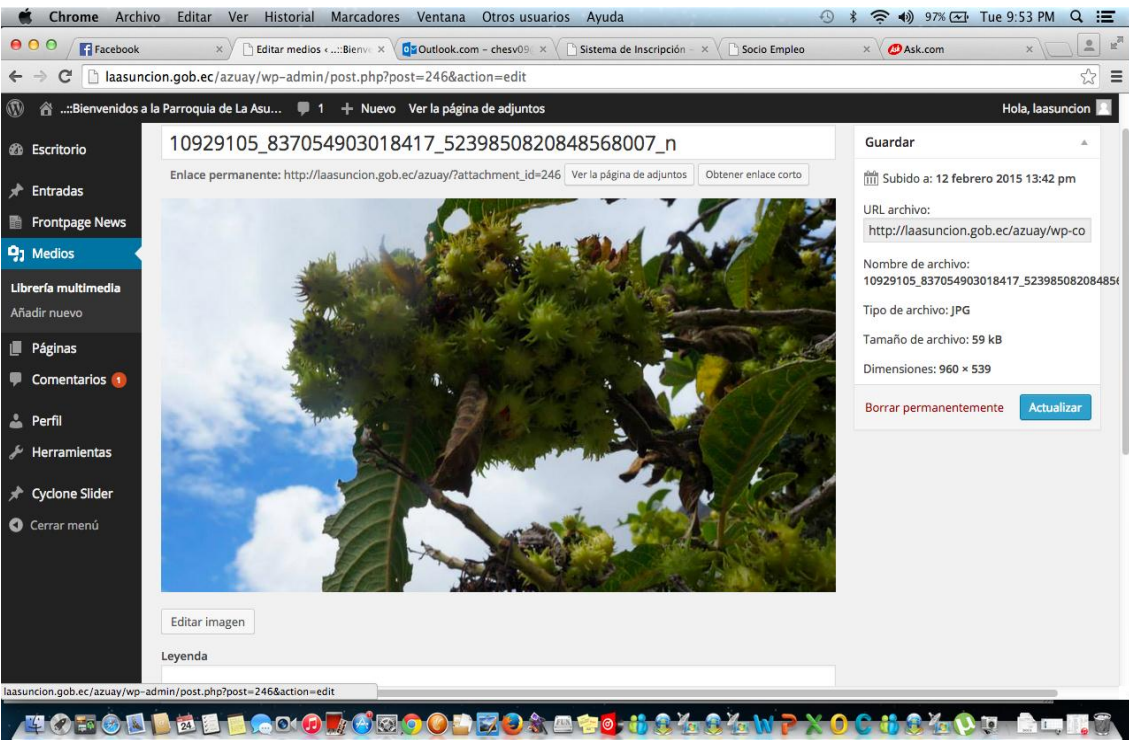 Chrome Archivo Editar Ver Historial Marcadores Ventana Otros usuarios Ayuda 97% Tue 9:53 PM
Facebook Editar medios ‹ ..::Bienve Outlook.com – chesv09 Sistema de Inscripción – Socio Empleo Ask.com
laasuncion.gob.ec/azuay/wp-admin/post.php?post=246&action=edit
..::Bienvenidos a la Parroquia de La Asu... 1 + Nuevo Ver la página de adjuntos Hola, laasuncion
Escritorio
Entradas
Frontpage News
Medios
Librería multimedia
Añadir nuevo
Páginas
Comentarios 1
Perfil
Herramientas
Cyclone Slider
Cerrar menú
10929105_837054903018417_5239850820848568007_n
Enlace permanente: http://laasuncion.gob.ec/azuay/?attachment_id=246 Ver la página de adjuntos Obtener enlace corto
Editar imagen
Leyenda
Guardar
Subido a: 12 febrero 2015 13:42 pm
URL archivo:
http://laasuncion.gob.ec/azuay/wp-co
Nombre de archivo:
10929105_837054903018417_52398508208485
Tipo de archivo: JPG
Tamaño de archivo: 59 kB
Dimensiones: 960 × 539
Borrar permanentemente Actualizar
laasuncion.gob.ec/azuay/wp-admin/post.php?post=246&action=edit